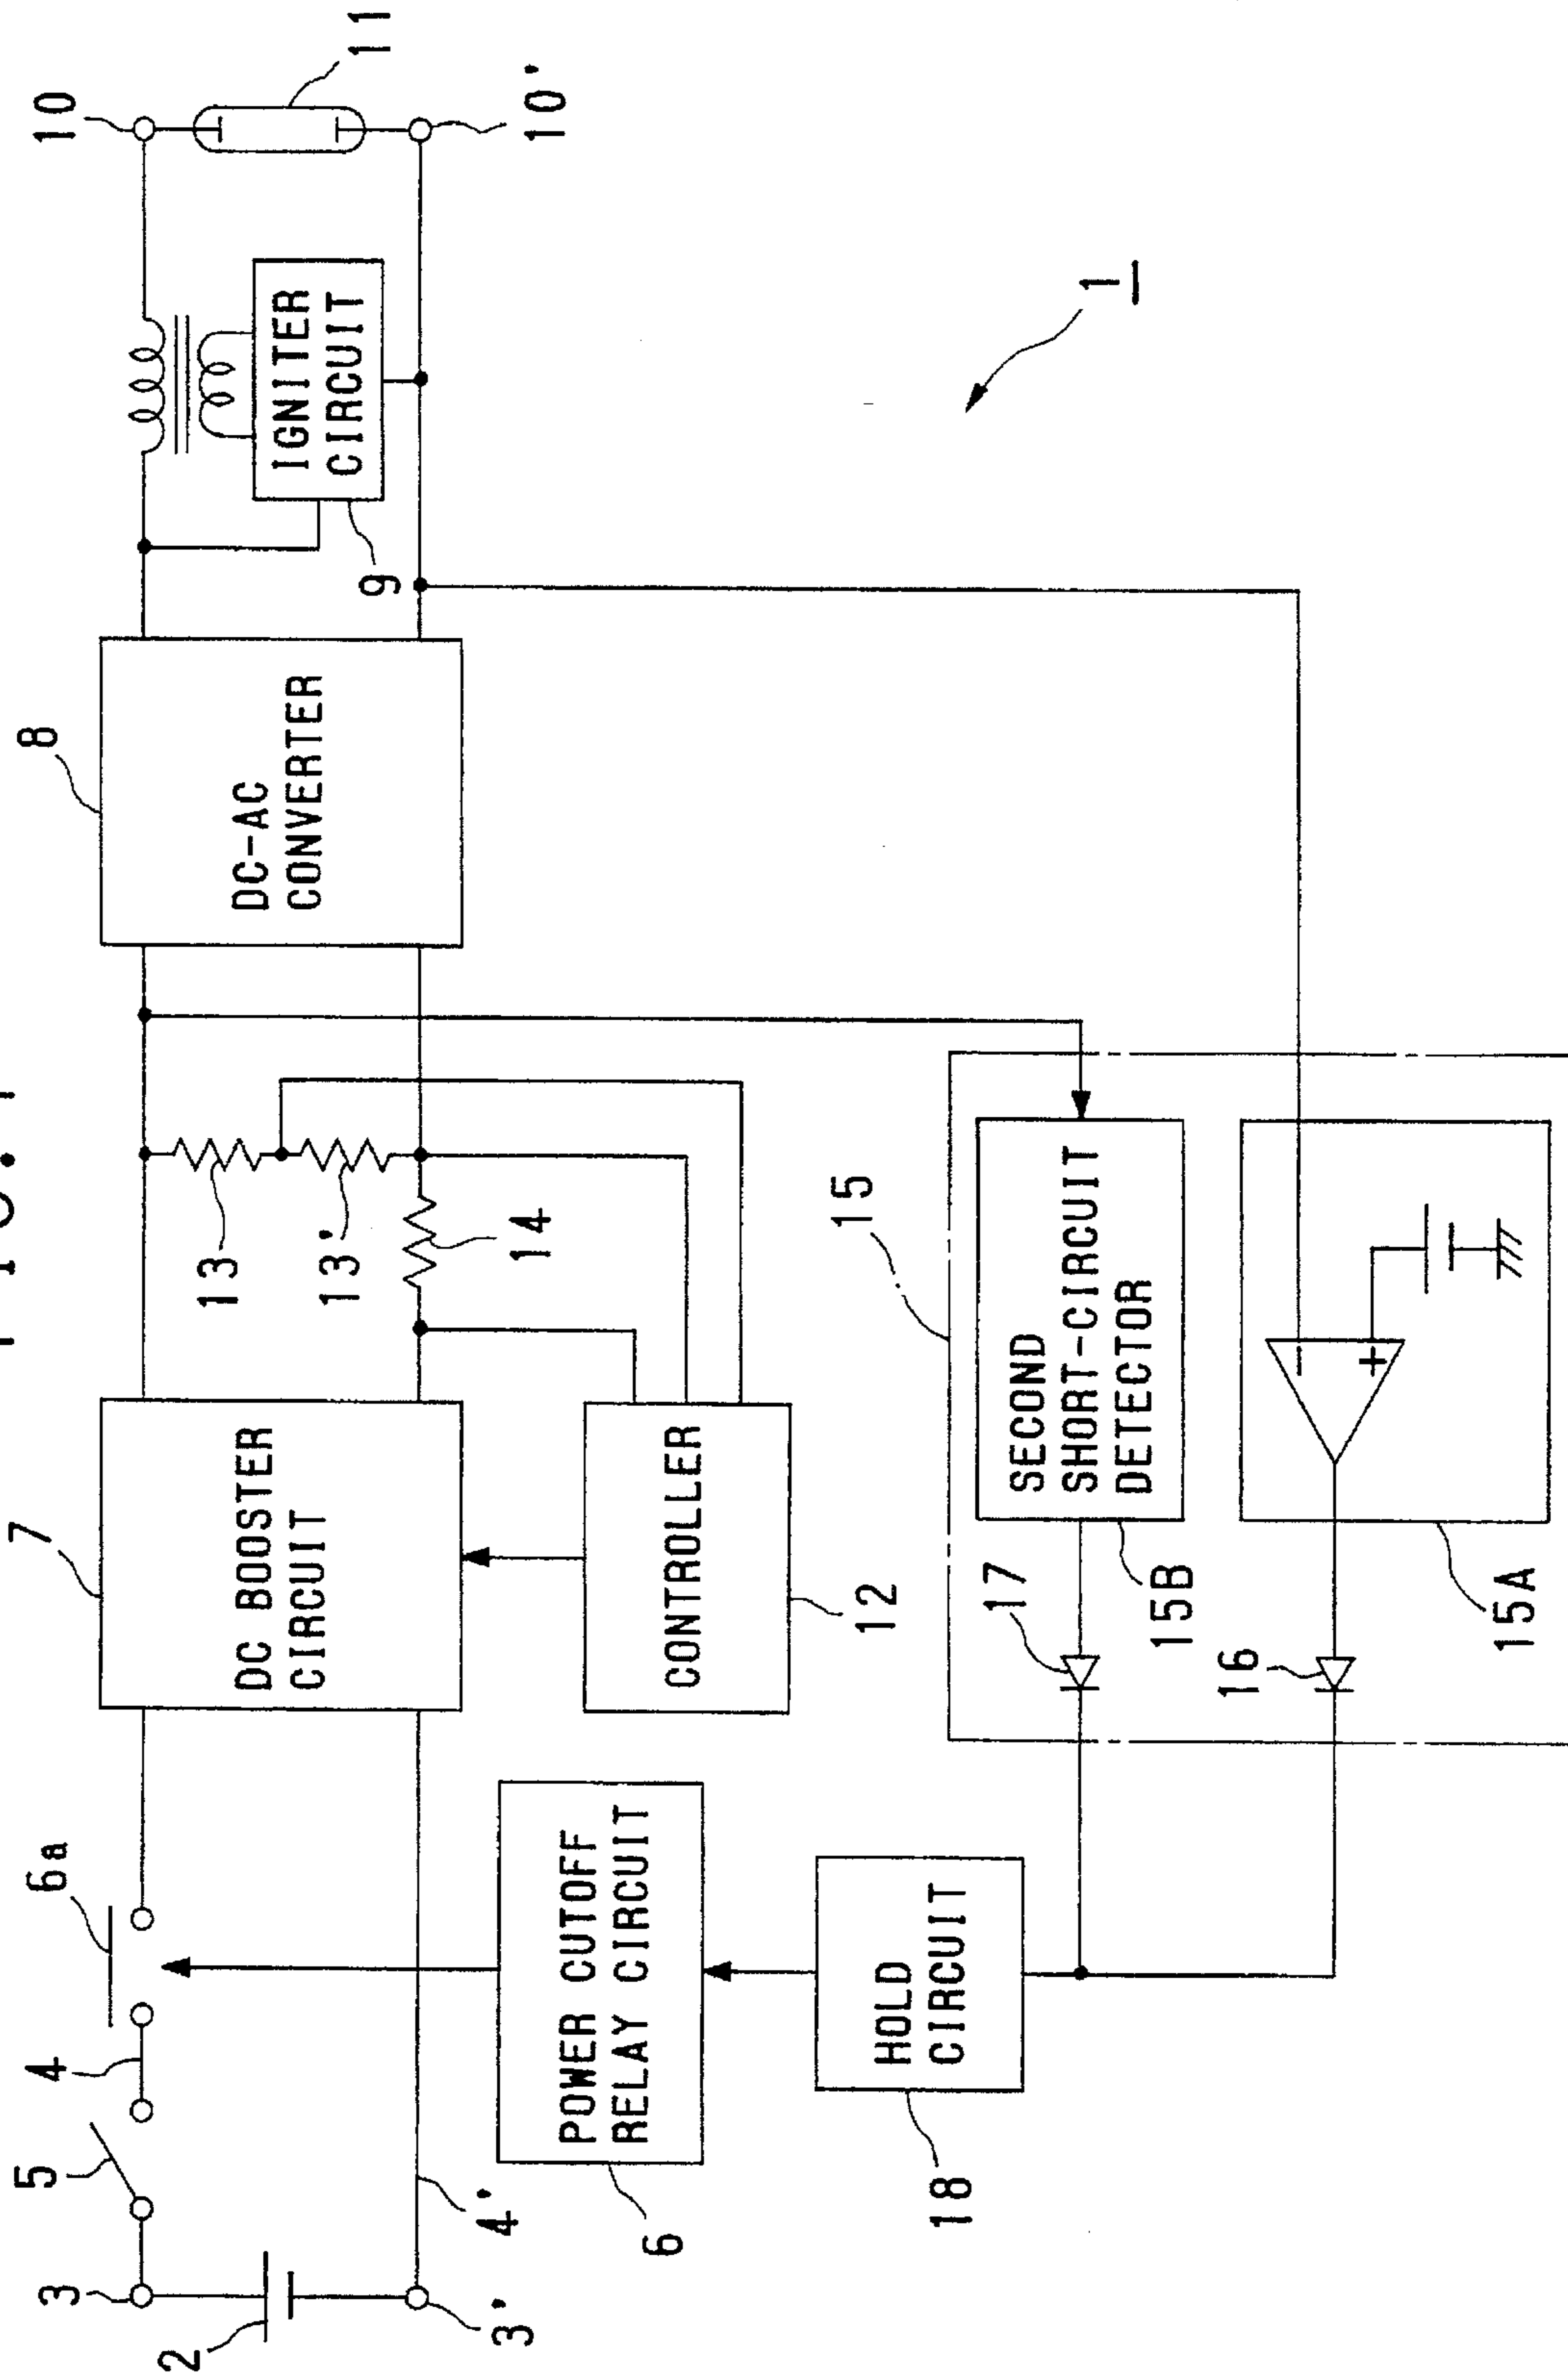 FIG. 1
3
5
4
6a
7
8
10
2
3'
4'
DC BOOSTER
CIRCUIT
13
13'
14
DC-AC
CONVERTER
9
IGNITER
CIRCUIT
11
10'
6
POWER CUTOFF
RELAY CIRCUIT
CONTROLLER
12
15
1
18
HOLD
CIRCUIT
17
15B
SECOND
SHORT-CIRCUIT
DETECTOR
16
15A
−
+